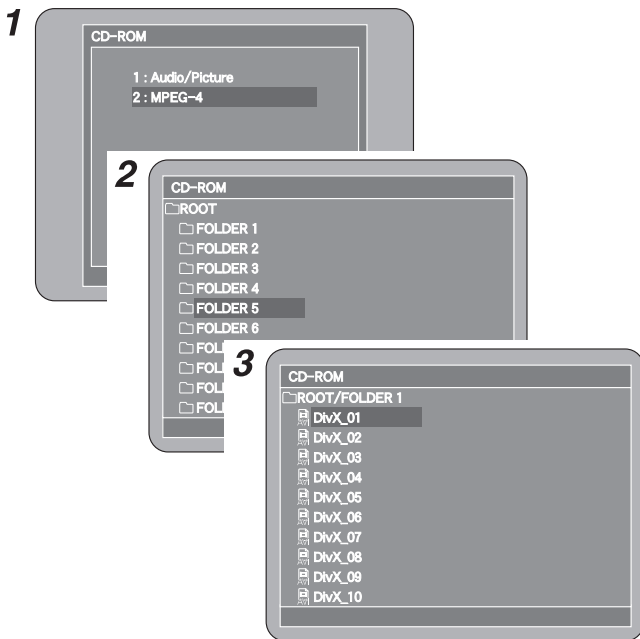 1
CD-ROM
1 : Audio/Picture
2 : MPEG-4
2
CD-ROM
ROOT
FOLDER 1
FOLDER 2
FOLDER 3
FOLDER 4
FOLDER 5
FOLDER 6
3
CD-ROM
ROOT/FOLDER 1
DivX_01
DivX_02
DivX_03
DivX_04
DivX_05
DivX_06
DivX_07
DivX_08
DivX_09
DivX_10